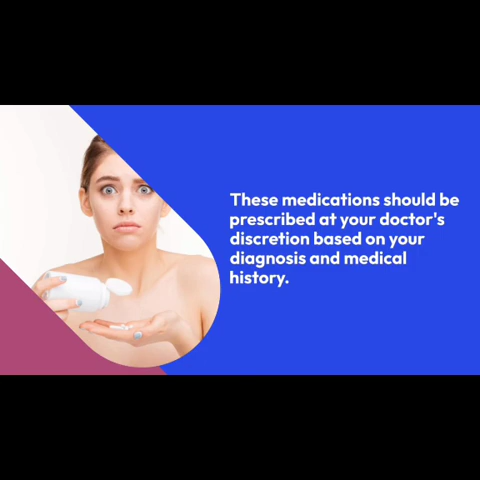 These medications should be
prescribed at your doctor's
discretion based on your
diagnosis and medical
history.